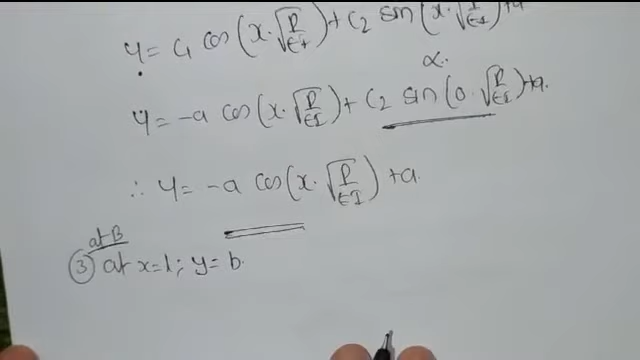 y = C₁ cos(x·√(P/EI)) + C₂ sin(x·√(P/EI)) + a
x.
y = -a cos(x·√(P/EI)) + C₂ sin(0·√(P/EI)) + a.
∴ y = -a cos(x·√(P/EI)) + a.
at B
③ at x=l; y= b.